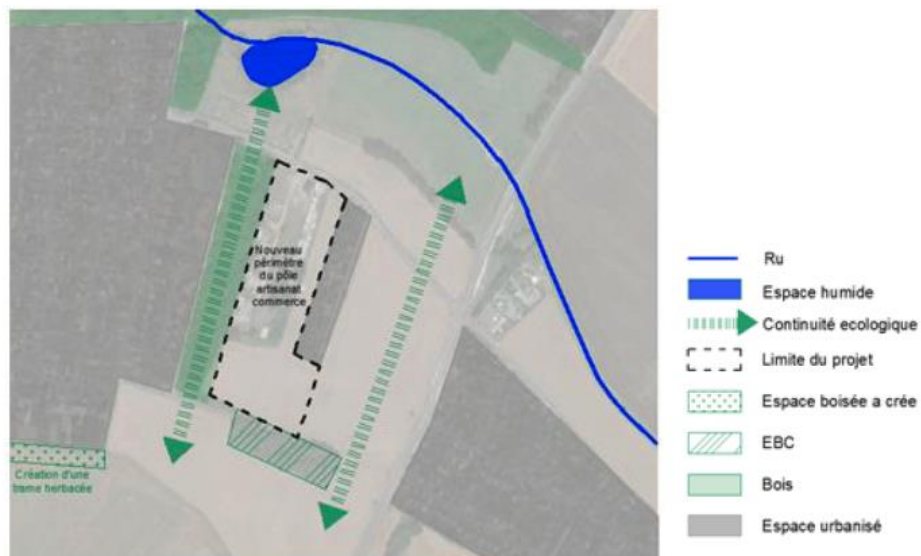 Nouveau
périmètre
du pôle
artisanat
commerce
Création d'une
trame herbacée
Ru
Espace humide
Continuité ecologique
Limite du projet
Espace boisée a crée
EBC
Bois
Espace urbanisé